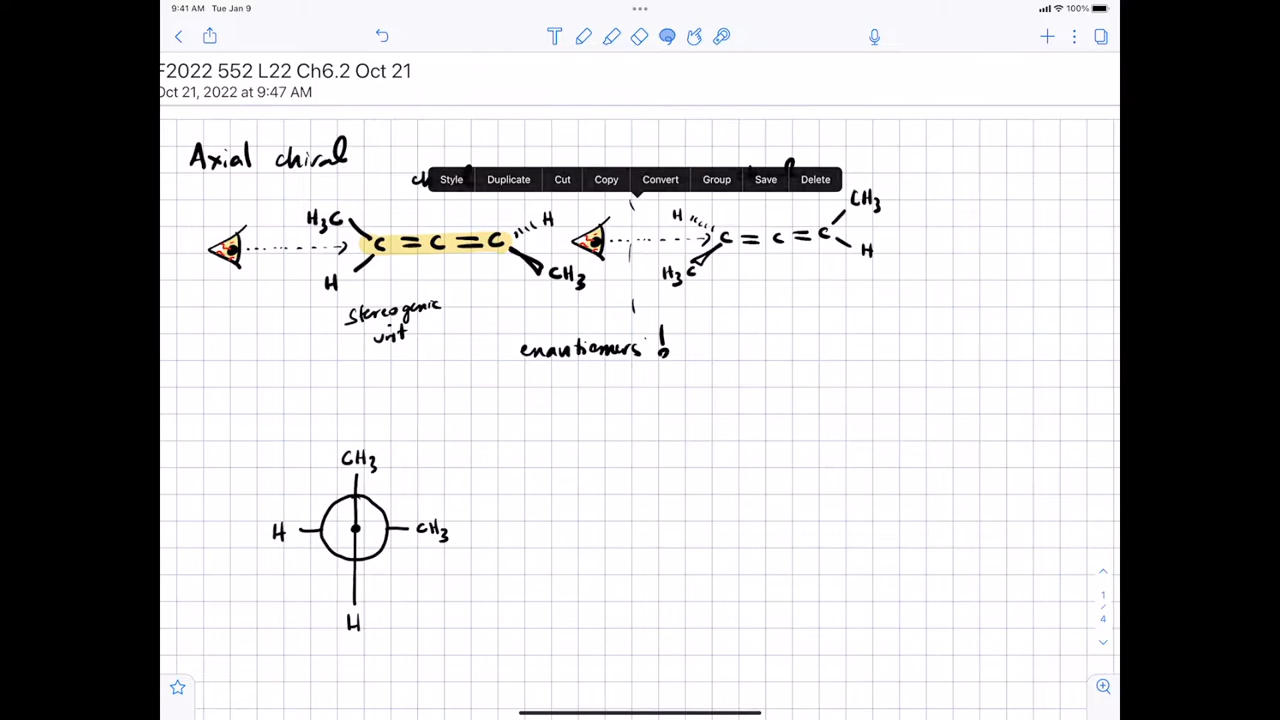 9:41 AM Tue Jan 9
100%
F2022 552 L22 Ch6.2 Oct 21
Oct 21, 2022 at 9:47 AM
Axial chiral
Style Duplicate Cut Copy Convert Group Save Delete
H₃C H H CH₃
C = C = C C = C = C
H CH₃ H₃C H
stereogenic
unit
enantiomers !
CH₃
H CH₃
H
1
/
4